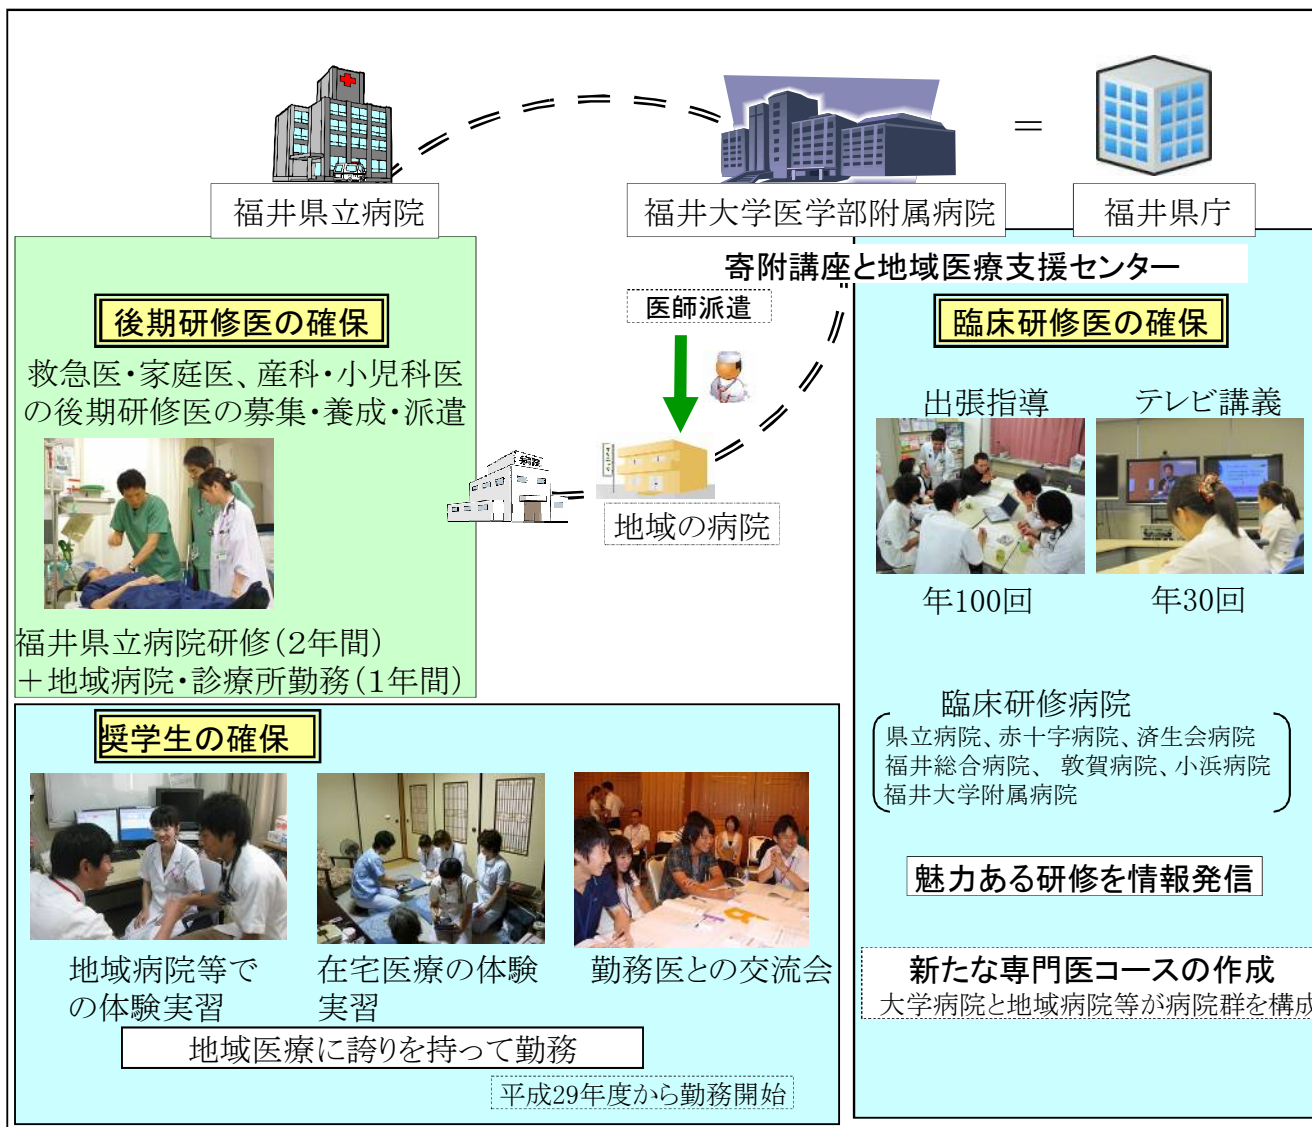 福井県立病院
福井大学医学部附属病院
＝
福井県庁
寄附講座と地域医療支援センター
医師派遣
地域の病院
後期研修医の確保
救急医・家庭医、産科・小児科医
の後期研修医の募集・養成・派遣
福井県立病院研修（２年間）
＋地域病院・診療所勤務（１年間）
臨床研修医の確保
出張指導
テレビ講義
年100回
年30回
臨床研修病院
県立病院、赤十字病院、済生会病院
福井総合病院、 敦賀病院、小浜病院
福井大学附属病院
魅力ある研修を情報発信
新たな専門医コースの作成
大学病院と地域病院等が病院群を構成
奨学生の確保
地域病院等で
の体験実習
在宅医療の体験
実習
勤務医との交流会
地域医療に誇りを持って勤務
平成29年度から勤務開始